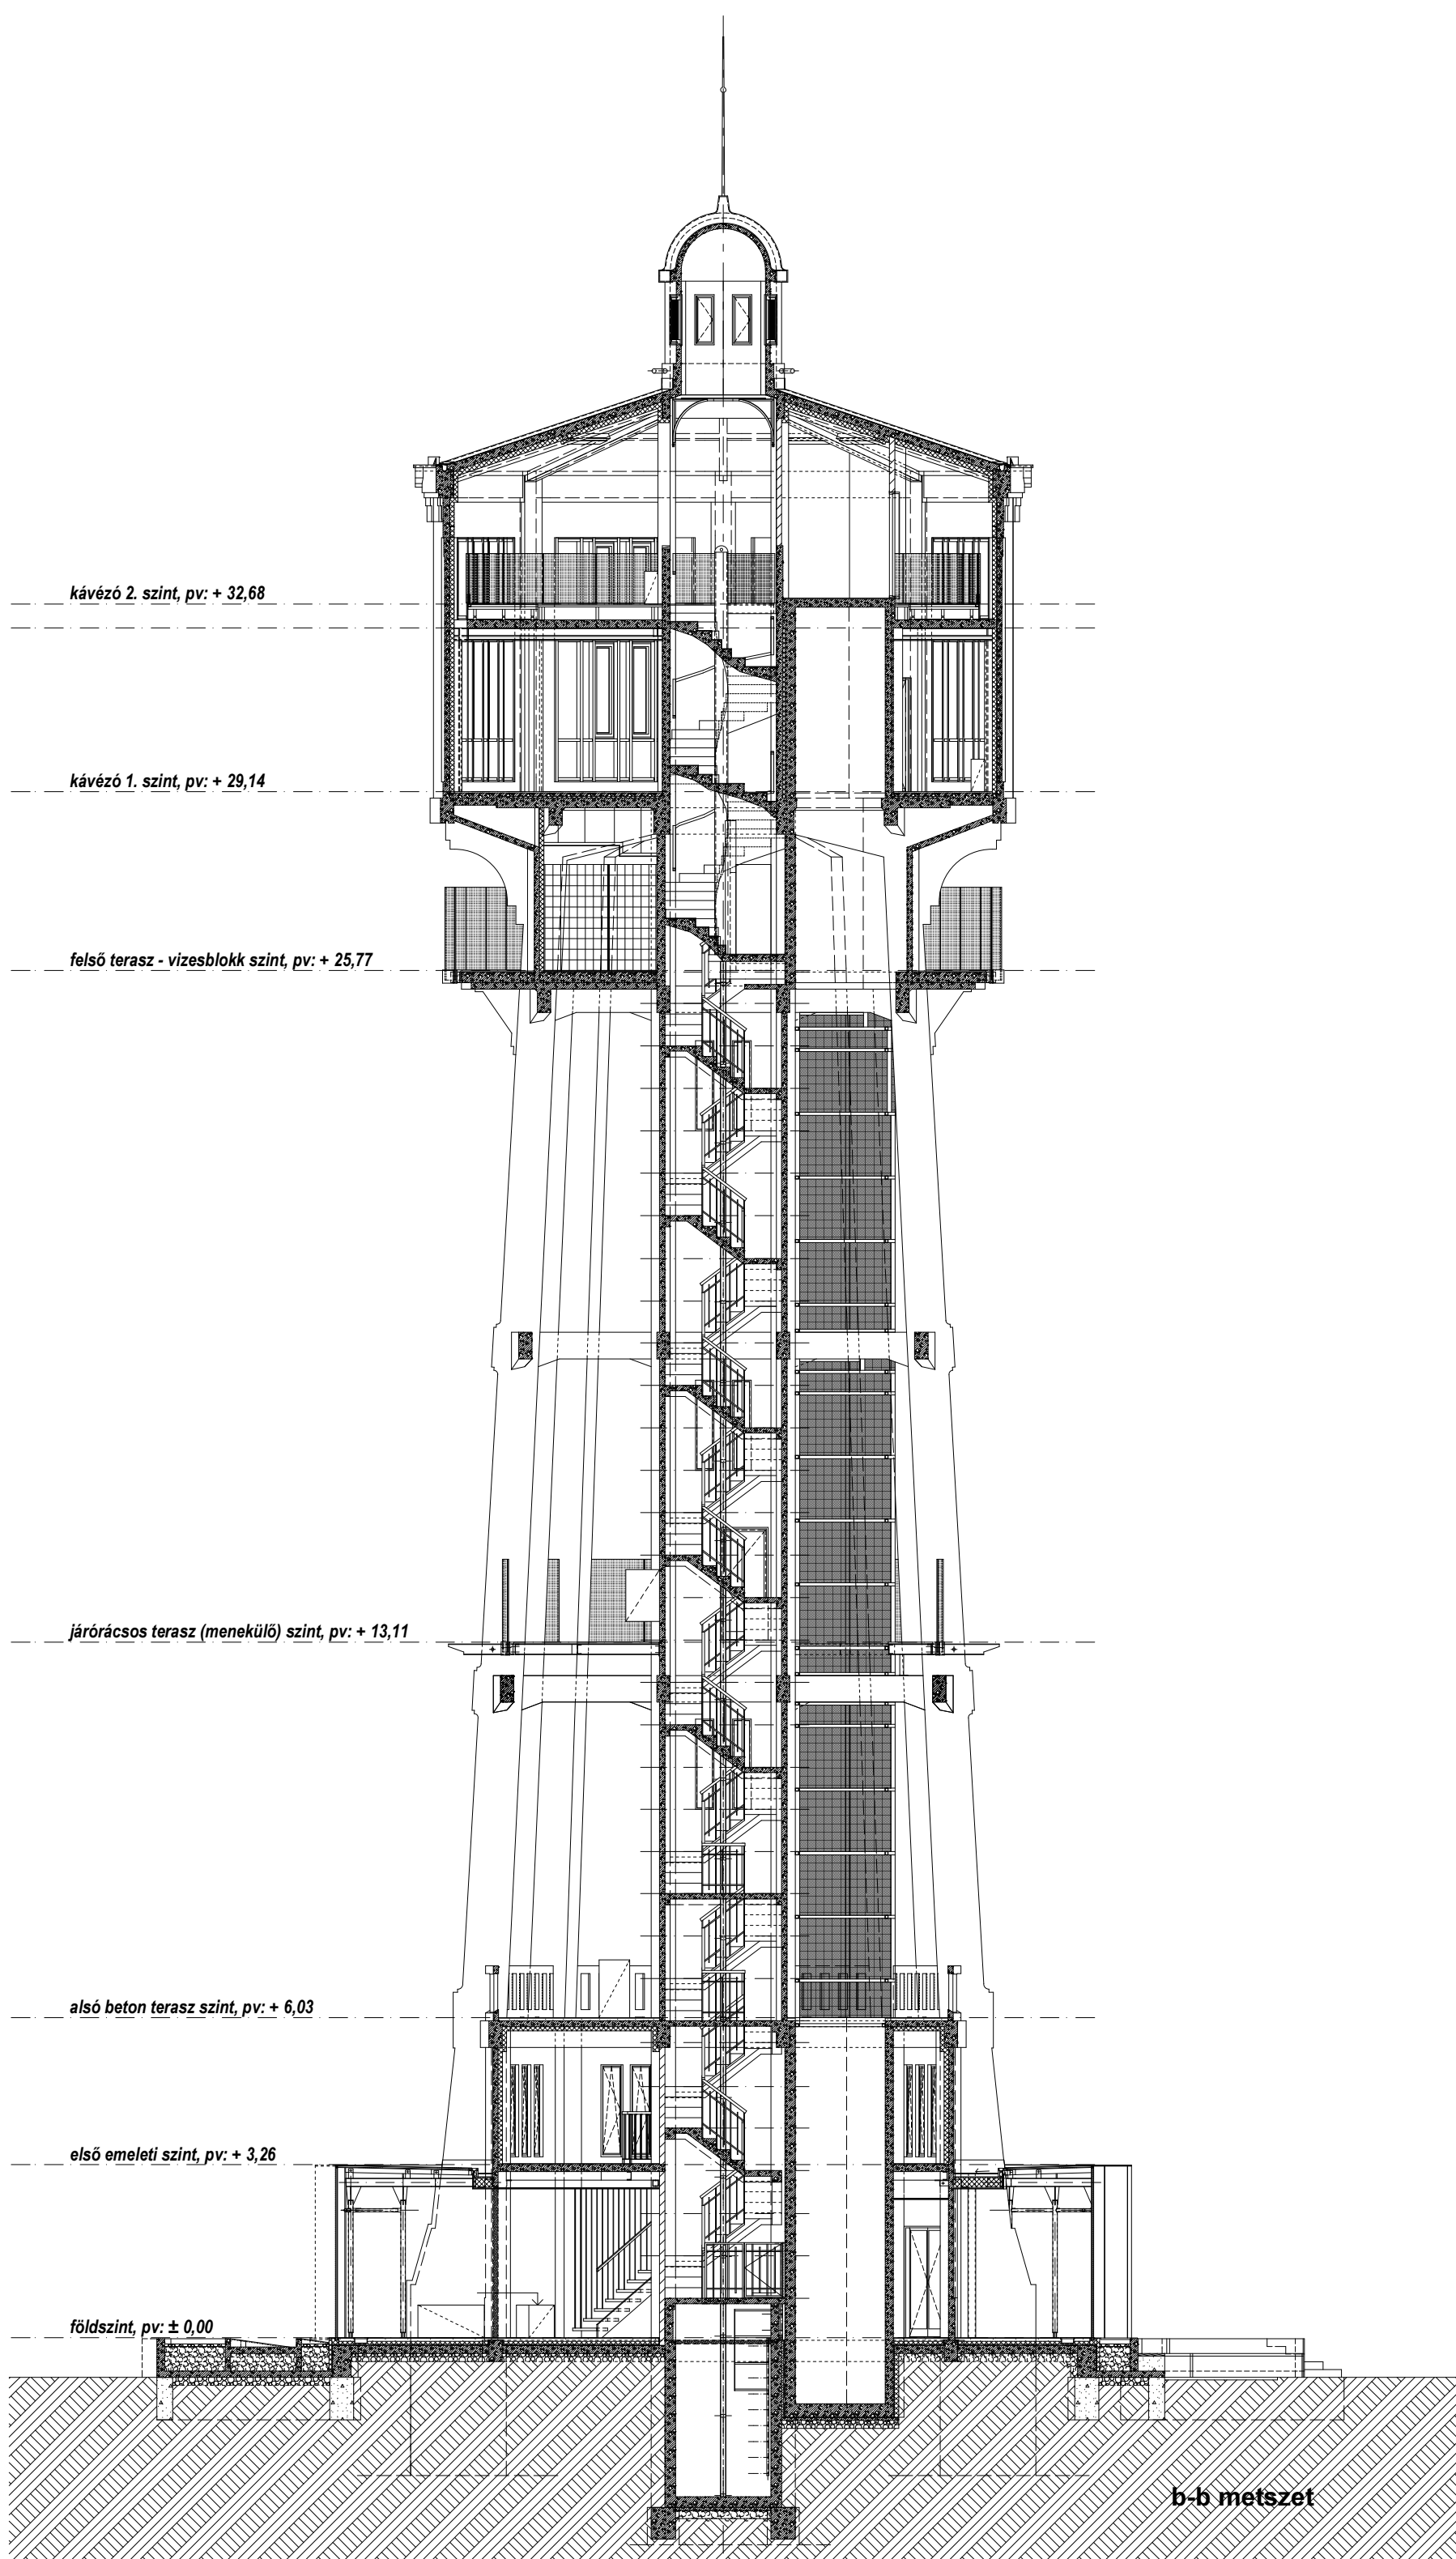 kávézó 2. szint, pv: + 32,68
kávézó 1. szint, pv: + 29,14
felső terasz - vizesblokk szint, pv: + 25,77
járórácsos terasz (menekülő) szint, pv: + 13,11
alsó beton terasz szint, pv: + 6,03
első emeleti szint, pv: + 3,26
földszint, pv: ± 0,00
b-b metszet